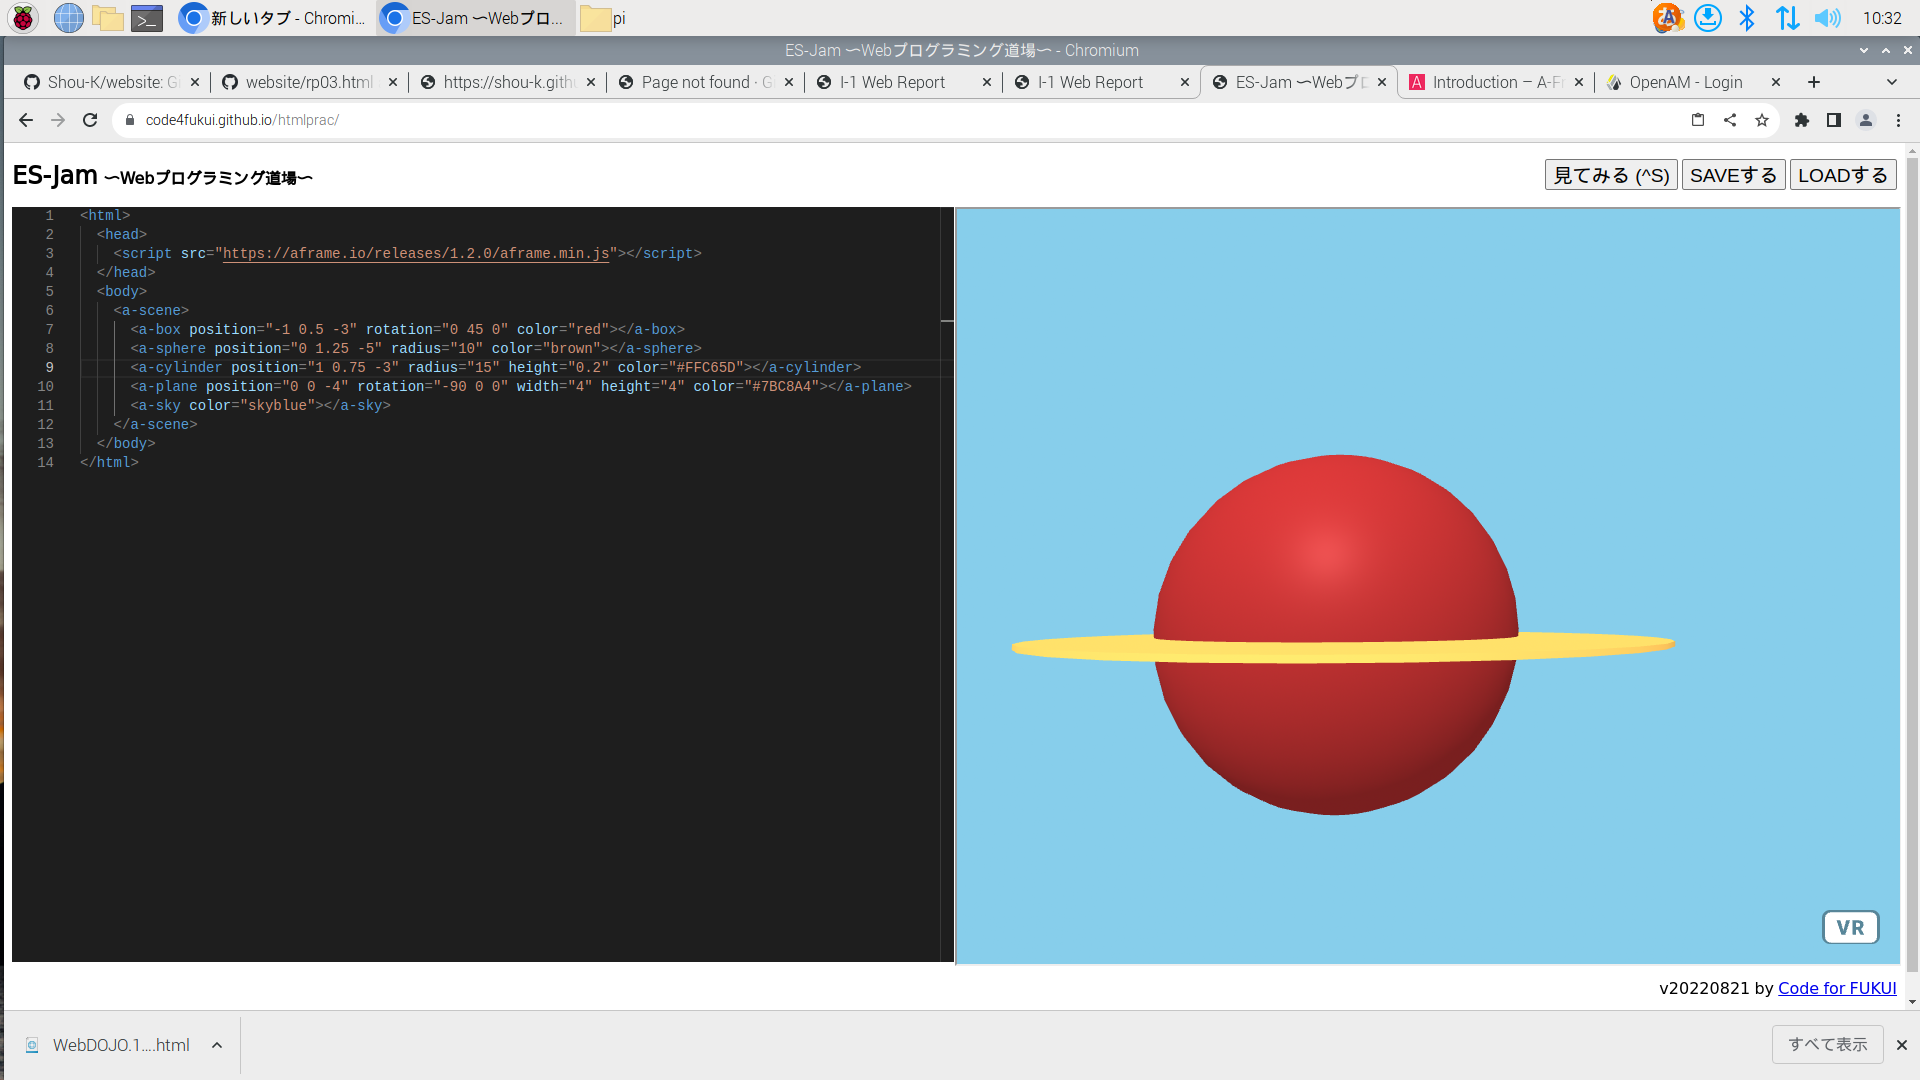 新しいタブ - Chromi...
ES-Jam 〜Webプロ...
pi
10:32
ES-Jam 〜Webプログラミング道場〜 - Chromium
Shou-K/website: Gi
website/rp03.html
https://shou-k.gith
Page not found · G
I-1 Web Report
I-1 Web Report
ES-Jam 〜Webプロ
Introduction – A-Fr
OpenAM - Login
code4fukui.github.io/htmlprac/
ES-Jam 〜Webプログラミング道場〜
見てみる (^S)
SAVEする
LOADする
1 <html>
2 <head>
3 <script src="https://aframe.io/releases/1.2.0/aframe.min.js"></script>
4 </head>
5 <body>
6 <a-scene>
7 <a-box position="-1 0.5 -3" rotation="0 45 0" color="red"></a-box>
8 <a-sphere position="0 1.25 -5" radius="10" color="brown"></a-sphere>
9 <a-cylinder position="1 0.75 -3" radius="15" height="0.2" color="#FFC65D"></a-cylinder>
10 <a-plane position="0 0 -4" rotation="-90 0 0" width="4" height="4" color="#7BC8A4"></a-plane>
11 <a-sky color="skyblue"></a-sky>
12 </a-scene>
13 </body>
14 </html>
VR
v20220821 by Code for FUKUI
WebDOJO.1....html
すべて表示